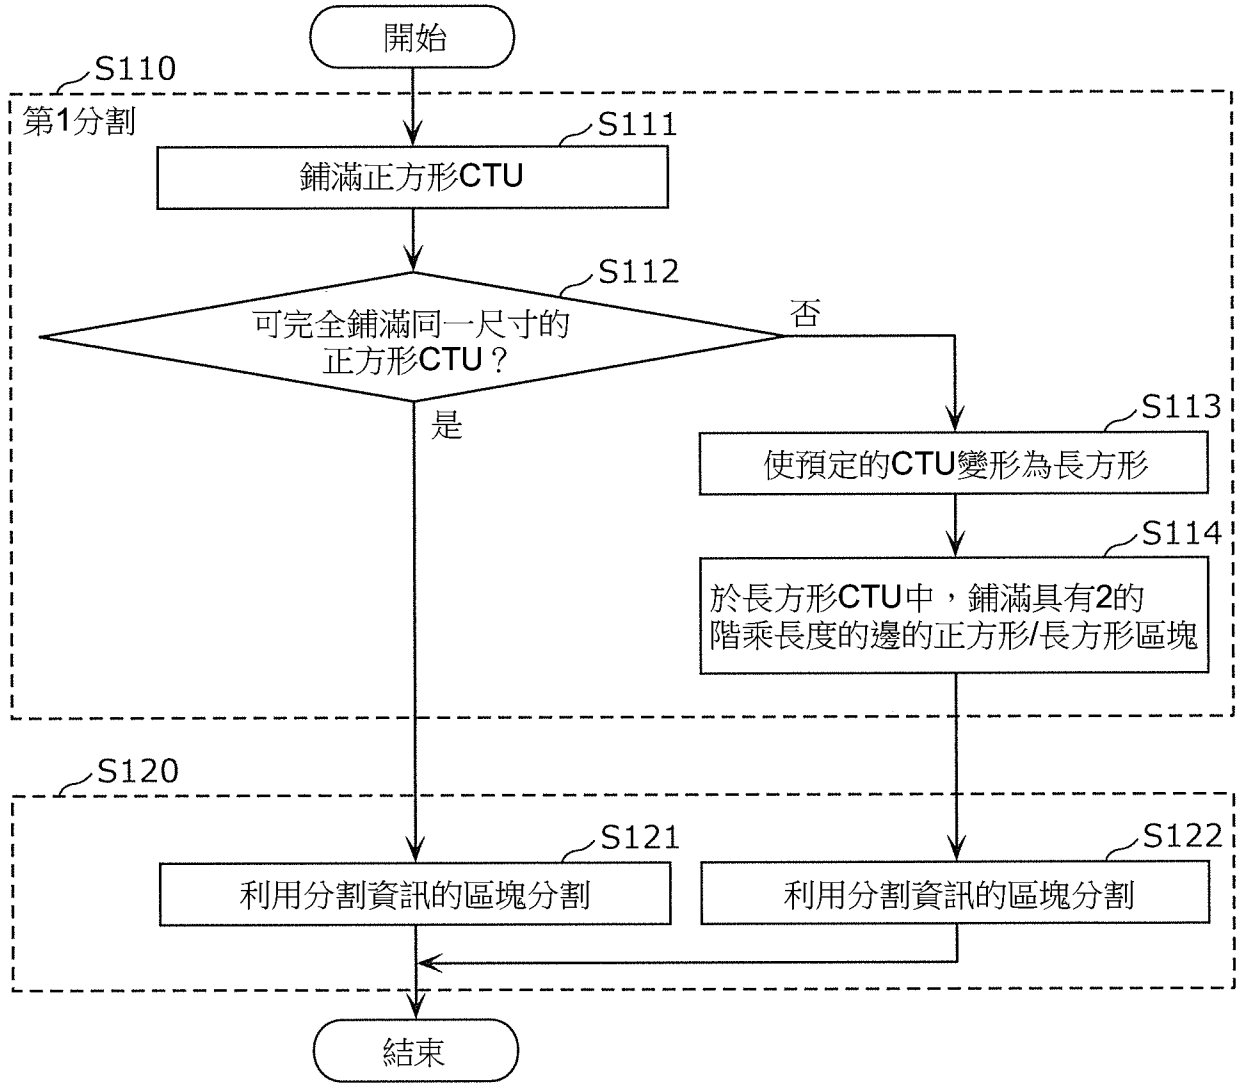 開始
S110
第1分割
S111
鋪滿正方形CTU
S112
可完全鋪滿同一尺寸的
正方形CTU？
否
是
S113
使預定的CTU變形為長方形
S114
於長方形CTU中，鋪滿具有2的
階乘長度的邊的正方形/長方形區塊
S120
S121
利用分割資訊的區塊分割
S122
利用分割資訊的區塊分割
結束